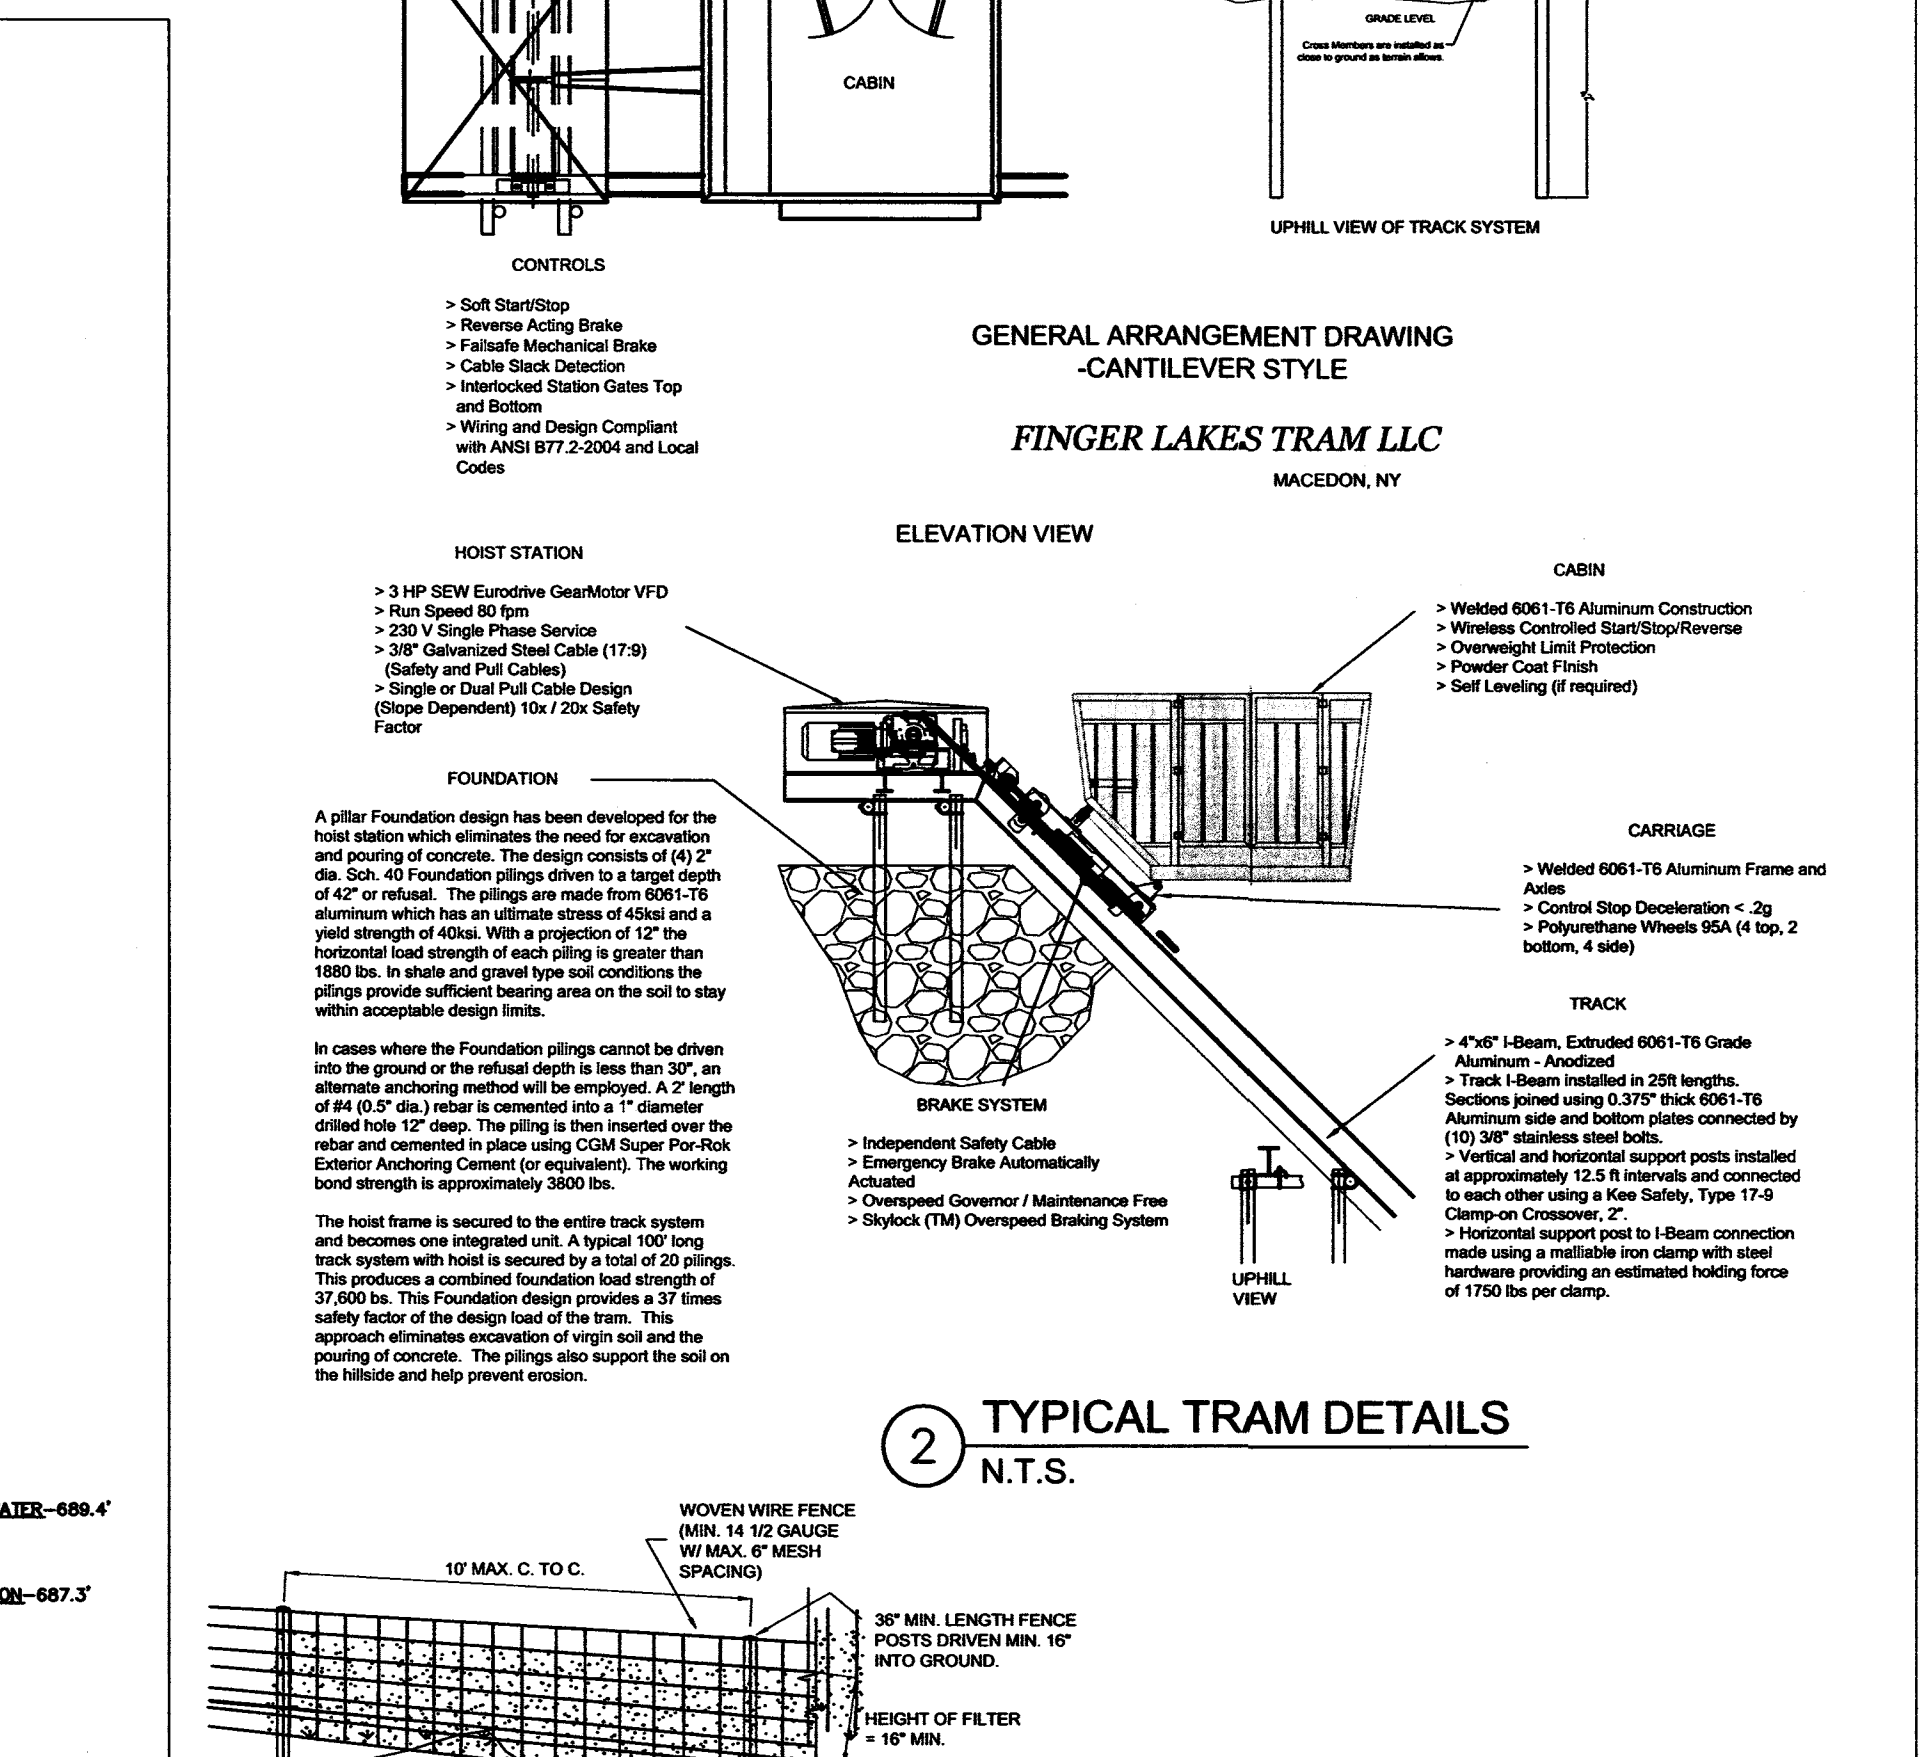 GRADE LEVEL
Cross Members are installed as
close to ground as terrain allows.
CABIN
UPHILL VIEW OF TRACK SYSTEM
CONTROLS
> Soft Start/Stop
> Reverse Acting Brake
> Failsafe Mechanical Brake
> Cable Slack Detection
> Interlocked Station Gates Top
and Bottom
> Wiring and Design Compliant
with ANSI B77.2-2004 and Local
Codes
GENERAL ARRANGEMENT DRAWING
-CANTILEVER STYLE
FINGER LAKES TRAM LLC
MACEDON, NY
ELEVATION VIEW
HOIST STATION
> 3 HP SEW Eurodrive GearMotor VFD
> Run Speed 80 fpm
> 230 V Single Phase Service
> 3/8" Galvanized Steel Cable (17:9)
(Safety and Pull Cables)
> Single or Dual Pull Cable Design
(Slope Dependent) 10x / 20x Safety
Factor
CABIN
> Welded 6061-T6 Aluminum Construction
> Wireless Controlled Start/Stop/Reverse
> Overweight Limit Protection
> Powder Coat Finish
> Self Leveling (if required)
FOUNDATION
A pillar Foundation design has been developed for the
hoist station which eliminates the need for excavation
and pouring of concrete. The design consists of (4) 2"
dia. Sch. 40 Foundation pilings driven to a target depth
of 42" or refusal. The pilings are made from 6061-T6
aluminum which has an ultimate stress of 45ksi and a
yield strength of 40ksi. With a projection of 12" the
horizontal load strength of each piling is greater than
1880 lbs. In shale and gravel type soil conditions the
pilings provide sufficient bearing area on the soil to stay
within acceptable design limits.
In cases where the Foundation pilings cannot be driven
into the ground or the refusal depth is less than 30", an
alternate anchoring method will be employed. A 2' length
of #4 (0.5" dia.) rebar is cemented into a 1" diameter
drilled hole 12" deep. The piling is then inserted over the
rebar and cemented in place using CGM Super Por-Rok
Exterior Anchoring Cement (or equivalent). The working
bond strength is approximately 3800 lbs.
The hoist frame is secured to the entire track system
and becomes one integrated unit. A typical 100' long
track system with hoist is secured by a total of 20 pilings.
This produces a combined foundation load strength of
37,600 bs. This Foundation design provides a 37 times
safety factor of the design load of the tram. This
approach eliminates excavation of virgin soil and the
pouring of concrete. The pilings also support the soil on
the hillside and help prevent erosion.
CARRIAGE
> Welded 6061-T6 Aluminum Frame and
Axles
> Control Stop Deceleration < .2g
> Polyurethane Wheels 95A (4 top, 2
bottom, 4 side)
TRACK
> 4"x6" I-Beam, Extruded 6061-T6 Grade
Aluminum - Anodized
> Track I-Beam installed in 25ft lengths.
Sections joined using 0.375" thick 6061-T6
Aluminum side and bottom plates connected by
(10) 3/8" stainless steel bolts.
> Vertical and horizontal support posts installed
at approximately 12.5 ft intervals and connected
to each other using a Kee Safety, Type 17-9
Clamp-on Crossover, 2".
> Horizontal support post to I-Beam connection
made using a malliable iron clamp with steel
hardware providing an estimated holding force
of 1750 lbs per clamp.
BRAKE SYSTEM
> Independent Safety Cable
> Emergency Brake Automatically
Actuated
> Overspeed Governor / Maintenance Free
> Skylock (TM) Overspeed Braking System
UPHILL
VIEW
2
TYPICAL TRAM DETAILS
N.T.S.
ATER-689.4'
ON-687.3'
WOVEN WIRE FENCE
(MIN. 14 1/2 GAUGE
W/ MAX. 6" MESH
SPACING)
10' MAX. C. TO C.
36" MIN. LENGTH FENCE
POSTS DRIVEN MIN. 16"
INTO GROUND.
HEIGHT OF FILTER
= 16" MIN.